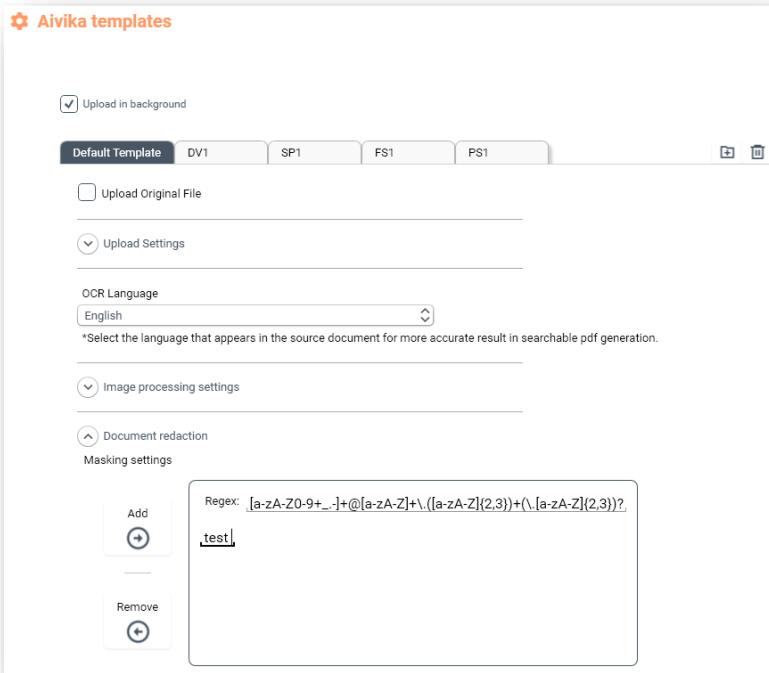 Aivika templates
Upload in background
Default Template DV1 SP1 FS1 PS1
Upload Original File
Upload Settings
OCR Language
English
*Select the language that appears in the source document for more accurate result in searchable pdf generation.
Image processing settings
Document redaction
Masking settings
Add
Regex: [a-zA-Z0-9+_.-]+@[a-zA-Z]+\.([a-zA-Z]{2,3})+(\.[a-zA-Z]{2,3})?
test
Remove